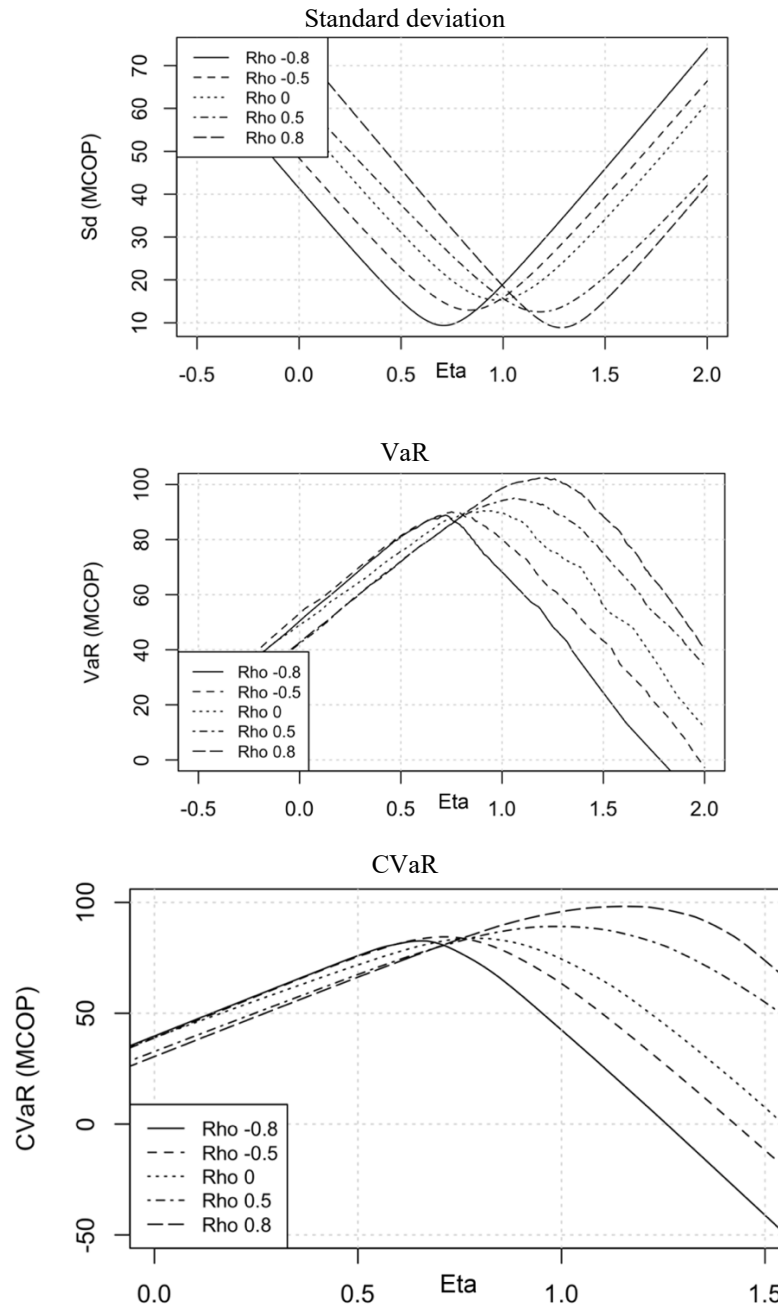 Standard deviation
Rho -0.8
Rho -0.5
Rho 0
Rho 0.5
Rho 0.8
70
60
50
40
30
20
10
Sd (MCOP)
-0.5 0.0 0.5 1.0 1.5 2.0
Eta
VaR
100
80
60
40
20
0
VaR (MCOP)
Rho -0.8
Rho -0.5
Rho 0
Rho 0.5
Rho 0.8
-0.5 0.0 0.5 1.0 1.5 2.0
Eta
CVaR
100
50
0
-50
CVaR (MCOP)
Rho -0.8
Rho -0.5
Rho 0
Rho 0.5
Rho 0.8
0.0 0.5 1.0 1.5
Eta